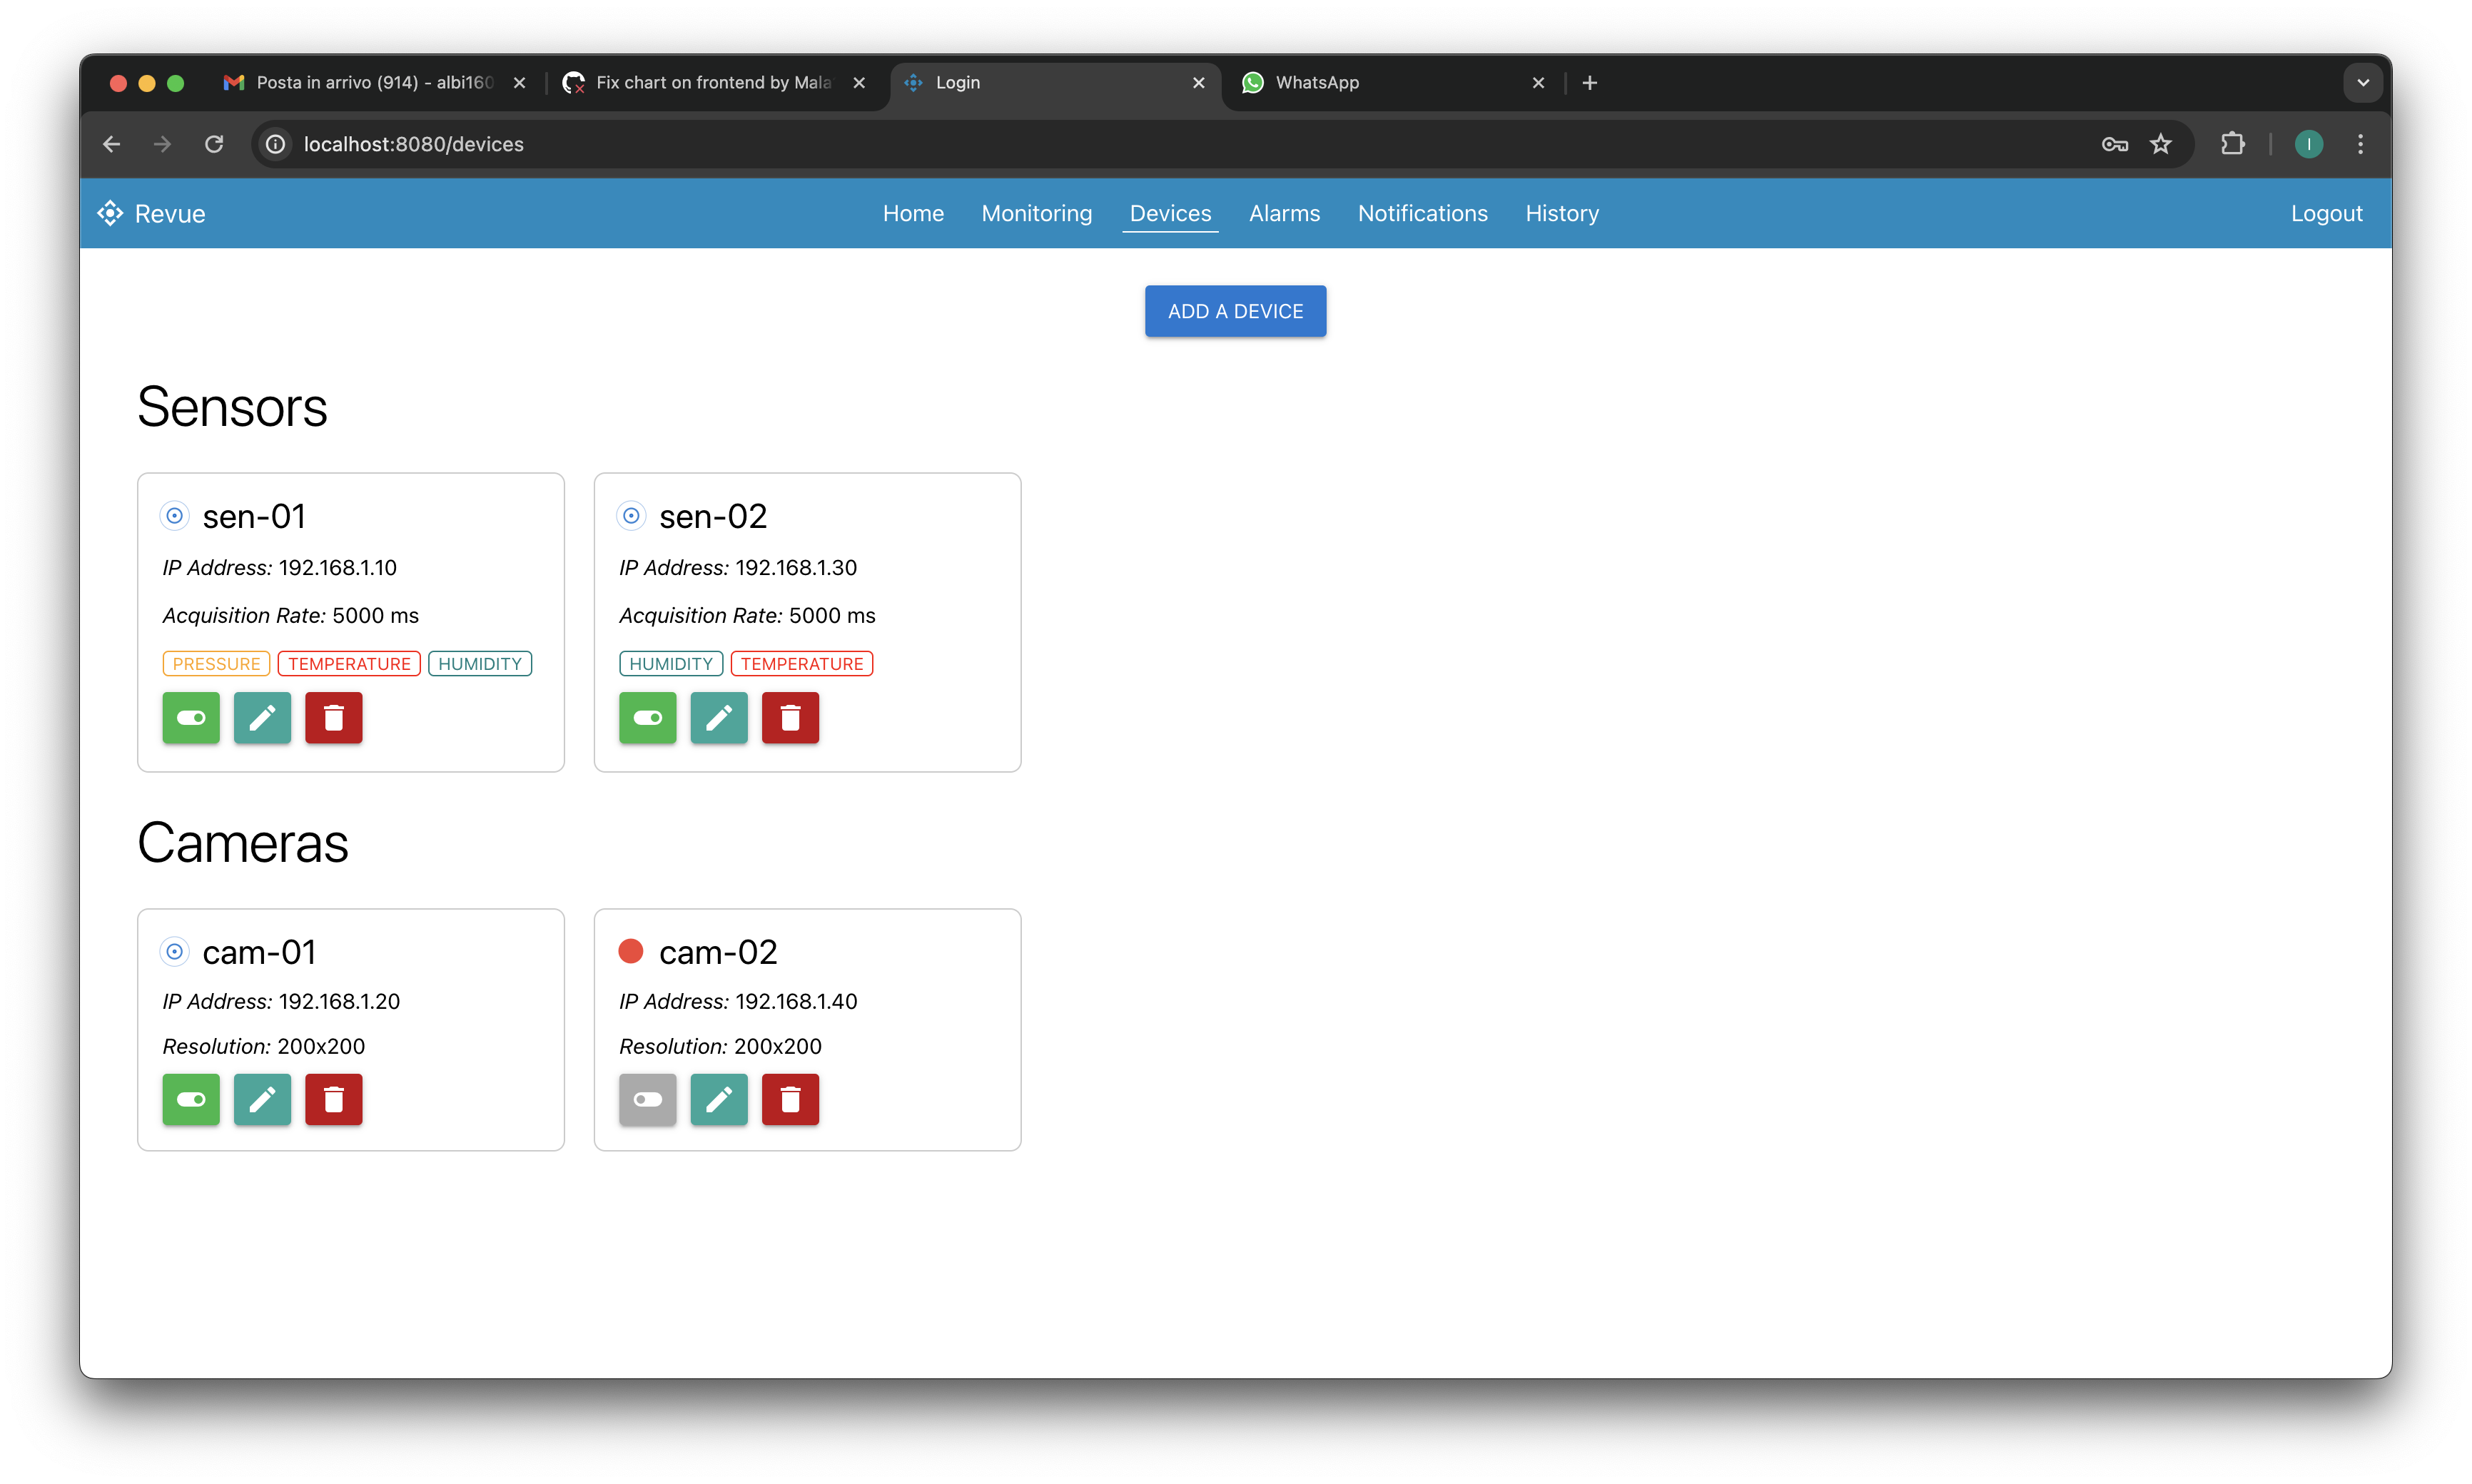 Posta in arrivo (914) - albi160
Fix chart on frontend by Mala
Login
WhatsApp
localhost:8080/devices
I
Revue
Home
Monitoring
Devices
Alarms
Notifications
History
Logout
ADD A DEVICE
Sensors
sen-01
IP Address: 192.168.1.10
Acquisition Rate: 5000 ms
PRESSURE TEMPERATURE HUMIDITY
sen-02
IP Address: 192.168.1.30
Acquisition Rate: 5000 ms
HUMIDITY TEMPERATURE
Cameras
cam-01
IP Address: 192.168.1.20
Resolution: 200x200
cam-02
IP Address: 192.168.1.40
Resolution: 200x200